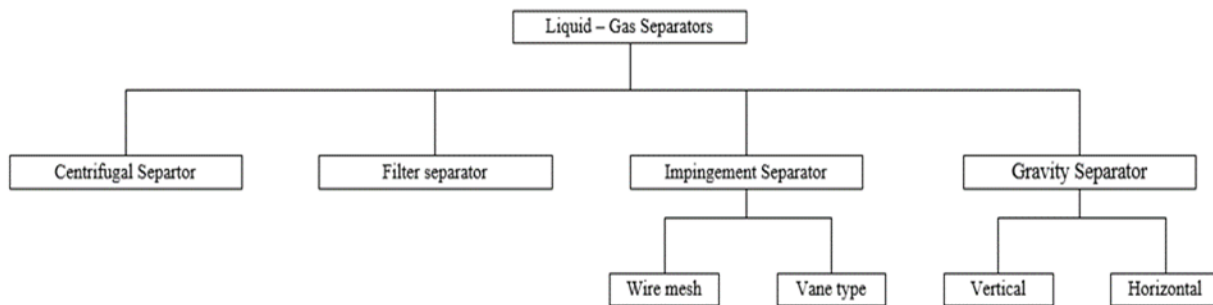 Liquid – Gas Separators
Centrifugal Separtor
Filter separator
Impingement Separator
Gravity Separator
Wire mesh
Vane type
Vertical
Horizontal